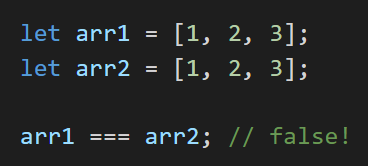 let arr1 = [1, 2, 3];
let arr2 = [1, 2, 3];
arr1 === arr2; // false!